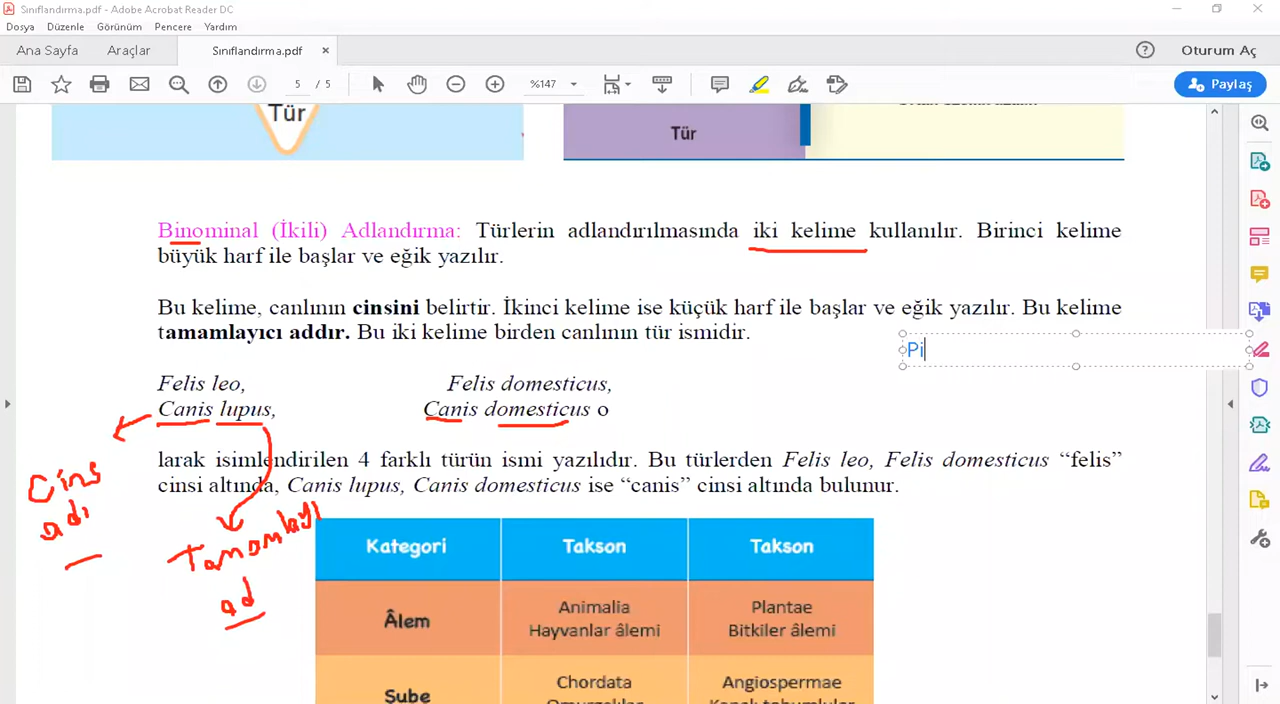 Sınıflandırma.pdf - Adobe Acrobat Reader DC
Dosya Düzenle Görünüm Pencere Yardım
Ana Sayfa Araçlar Sınıflandırma.pdf × Oturum Aç
5 / 5 %147 Paylaş
Tür
Tür
Binominal (İkili) Adlandırma: Türlerin adlandırılmasında iki kelime kullanılır. Birinci kelime
büyük harf ile başlar ve eğik yazılır.
Bu kelime, canlının cinsini belirtir. İkinci kelime ise küçük harf ile başlar ve eğik yazılır. Bu kelime
tamamlayıcı addır. Bu iki kelime birden canlının tür ismidir.
Pi
Felis leo, Felis domesticus,
Canis lupus, Canis domesticus o
larak isimlendirilen 4 farklı türün ismi yazılıdır. Bu türlerden Felis leo, Felis domesticus “felis”
cinsi altında, Canis lupus, Canis domesticus ise “canis” cinsi altında bulunur.
Cins
adı
Tamamlayı
ad
Kategori Takson Takson
Âlem
Animalia
Hayvanlar âlemi
Plantae
Bitkiler âlemi
Şube
Chordata
Omurgalılar
Angiospermae
Kapalı tohumlular